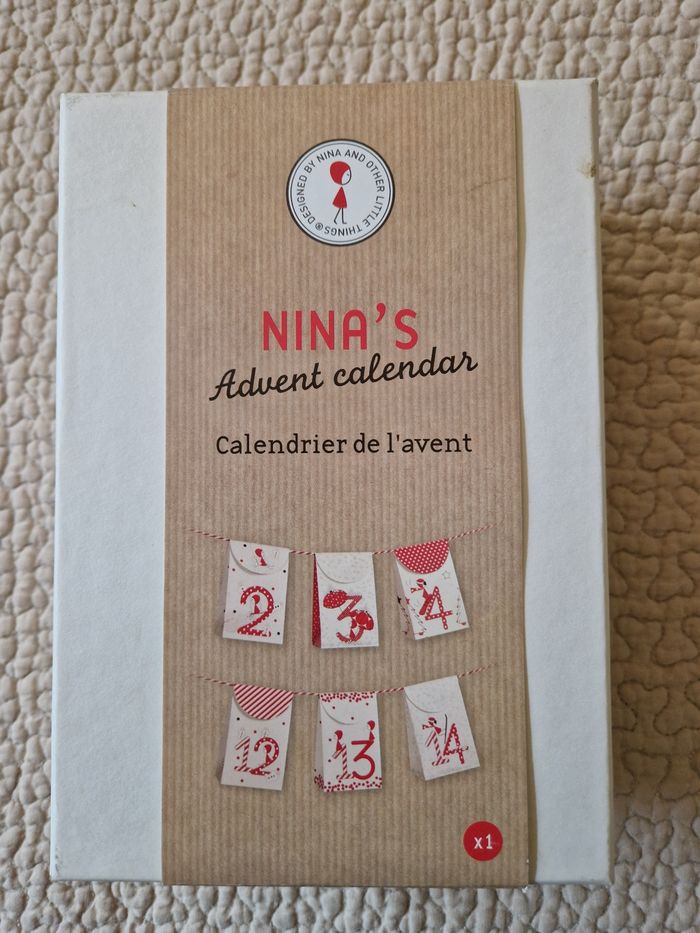 DESIGNED BY NINA AND OTHER LITTLE THINGS®
NINA'S
Advent calendar
Calendrier de l'avent
2 3 4
12 13 14
x1